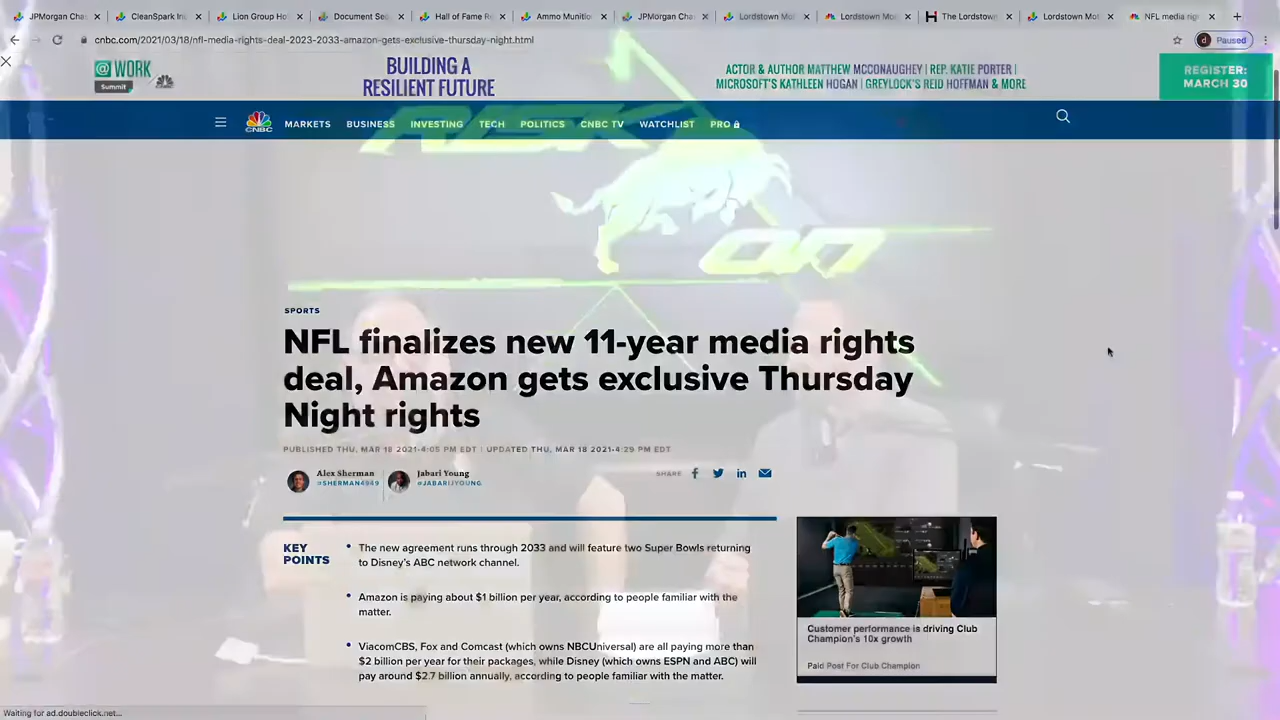 JPMorgan Cha
CleanSpark In
Lion Group Ho
Document Sec
Hall of Fame R
Ammo Munitio
JPMorgan Cha
Lordstown Mo
Lordstown Mo
The Lordstown
Lordstown Mot
NFL media rig
cnbc.com/2021/03/18/nfl-media-rights-deal-2023-2033-amazon-gets-exclusive-thursday-night.html
Paused
@WORK
Summit
BUILDING A
RESILIENT FUTURE
ACTOR & AUTHOR MATTHEW MCCONAUGHEY | REP. KATIE PORTER |
MICROSOFT'S KATHLEEN HOGAN | GREYLOCK'S REID HOFFMAN & MORE
REGISTER:
MARCH 30
CNBC
MARKETS BUSINESS INVESTING TECH POLITICS CNBC TV WATCHLIST PRO
ON
SPORTS
NFL finalizes new 11-year media rights
deal, Amazon gets exclusive Thursday
Night rights
PUBLISHED THU, MAR 18 2021•4:05 PM EDT | UPDATED THU, MAR 18 2021•4:29 PM EDT
Alex Sherman
@SHERMAN4949
Jabari Young
@JABARIJYOUNG
SHARE
KEY
POINTS
• The new agreement runs through 2033 and will feature two Super Bowls returning
to Disney's ABC network channel.
• Amazon is paying about $1 billion per year, according to people familiar with the
matter.
• ViacomCBS, Fox and Comcast (which owns NBCUniversal) are all paying more than
$2 billion per year for their packages, while Disney (which owns ESPN and ABC) will
pay around $2.7 billion annually, according to people familiar with the matter.
Customer performance is driving Club
Champion's 10x growth
Paid Post For Club Champion
Waiting for ad.doubleclick.net...